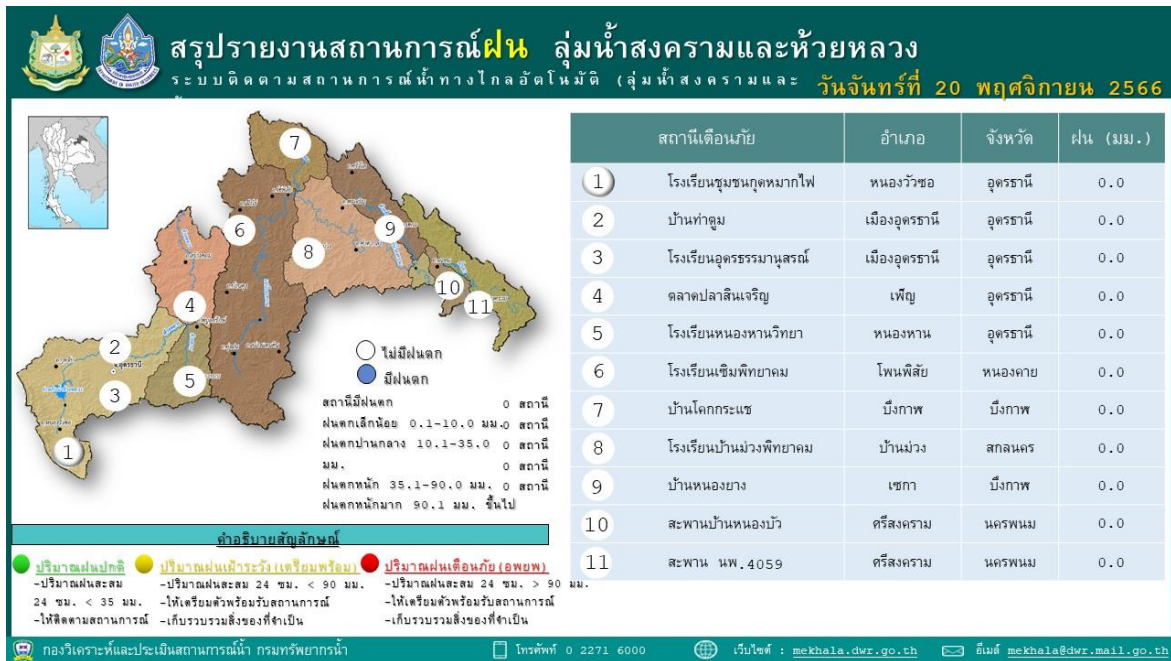 สรุปรายงานสถานการณ์ฝน ลุ่มน้ำสงครามและห้วยหลวง
ระบบติดตามสถานการณ์น้ำทางไกลอัตโนมัติ (ลุ่มน้ำสงครามและ
วันจันทร์ที่ 20 พฤศจิกายน 2566
7
6
9
8
10
11
4
2
5
3
1
อุดรธานี
ไม่มีฝนตก
มีฝนตก
สถานีมีฝนตก 0 สถานี
ฝนตกเล็กน้อย 0.1-10.0 มม. 0 สถานี
ฝนตกปานกลาง 10.1-35.0 0 สถานี
มม. 0 สถานี
ฝนตกหนัก 35.1-90.0 มม. 0 สถานี
ฝนตกหนักมาก 90.1 มม. ขึ้นไป
คำอธิบายสัญลักษณ์
ปริมาณฝนปกติ
-ปริมาณฝนสะสม
24 ชม. < 35 มม.
-ให้ติดตามสถานการณ์
ปริมาณฝนเฝ้าระวัง(เตรียมพร้อม)
-ปริมาณฝนสะสม 24 ชม. < 90 มม.
-ให้เตรียมตัวพร้อมรับสถานการณ์
-เก็บรวบรวมสิ่งของที่จำเป็น
ปริมาณฝนเตือนภัย(อพยพ)
-ปริมาณฝนสะสม 24 ชม. > 90 มม.
-ให้เตรียมตัวพร้อมรับสถานการณ์
-เก็บรวบรวมสิ่งของที่จำเป็น
สถานีเตือนภัย อำเภอ จังหวัด ฝน (มม.)
1 โรงเรียนชุมชนกุดหมากไฟ หนองวัวซอ อุดรธานี 0.0
2 บ้านท่าตูม เมืองอุดรธานี อุดรธานี 0.0
3 โรงเรียนอุดรธรรมานุสรณ์ เมืองอุดรธานี อุดรธานี 0.0
4 ตลาดปลาสินเจริญ เพ็ญ อุดรธานี 0.0
5 โรงเรียนหนองหานวิทยา หนองหาน อุดรธานี 0.0
6 โรงเรียนเซิมพิทยาคม โพนพิสัย หนองคาย 0.0
7 บ้านโคกกระแซ บึงกาฬ บึงกาฬ 0.0
8 โรงเรียนบ้านม่วงพิทยาคม บ้านม่วง สกลนคร 0.0
9 บ้านหนองยาง เซกา บึงกาฬ 0.0
10 สะพานบ้านหนองบัว ศรีสงคราม นครพนม 0.0
11 สะพาน นพ.4059 ศรีสงคราม นครพนม 0.0
กองวิเคราะห์และประเมินสถานการณ์น้ำ กรมทรัพยากรน้ำ โทรศัพท์ 0 2271 6000 เว็บไซต์ : mekhala.dwr.go.th อีเมล์ mekhala@dwr.mail.go.th